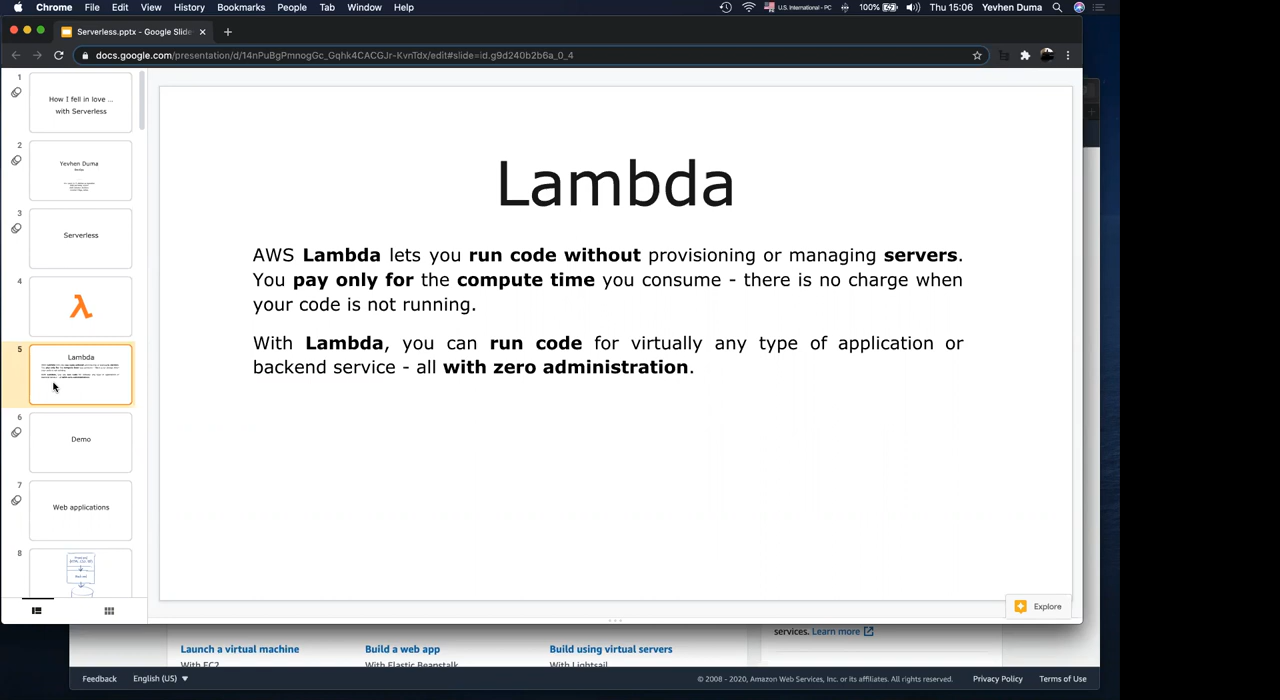 Chrome File Edit View History Bookmarks People Tab Window Help U.S. International - PC 100% Thu 15:06 Yevhen Duma
Serverless.pptx - Google Slide
docs.google.com/presentation/d/14nPuBgPmnogGc_Gqhk4CACGJr-KvnTdx/edit#slide=id.g9d240b2b6a_0_4
1
How I fell in love ...
with Serverless
2
Yevhen Duma
3
Serverless
4
λ
5
Lambda
6
Demo
7
Web applications
8
Lambda
AWS Lambda lets you run code without provisioning or managing servers.
You pay only for the compute time you consume - there is no charge when
your code is not running.
With Lambda, you can run code for virtually any type of application or
backend service - all with zero administration.
Explore
services. Learn more
Launch a virtual machine Build a web app Build using virtual servers
With EC2 With Elastic Beanstalk With Lightsail
Feedback English (US) © 2008 - 2020, Amazon Web Services, Inc. or its affiliates. All rights reserved. Privacy Policy Terms of Use